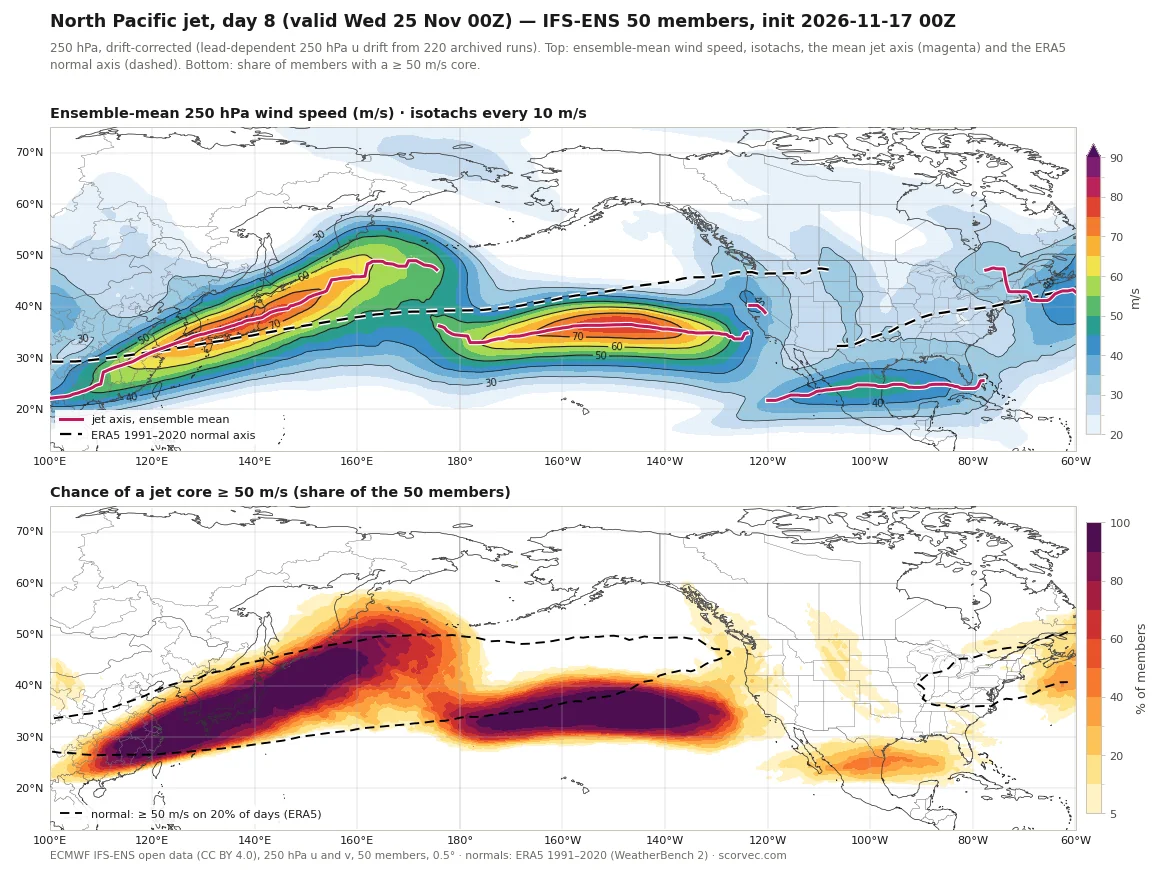 North Pacific jet, day 8 (valid Wed 25 Nov 00Z) — IFS-ENS 50 members, init 2026-11-17 00Z
250 hPa, drift-corrected (lead-dependent 250 hPa u drift from 220 archived runs). Top: ensemble-mean wind speed, isotachs, the mean jet axis (magenta) and the ERA5
normal axis (dashed). Bottom: share of members with a ≥ 50 m/s core.
Ensemble-mean 250 hPa wind speed (m/s) · isotachs every 10 m/s
70°N
60°N
50°N
40°N
30°N
20°N
30
60
50
70
30
40
70
60
50
30
40
40
jet axis, ensemble mean
ERA5 1991–2020 normal axis
100°E 120°E 140°E 160°E 180° 160°W 140°W 120°W 100°W 80°W 60°W
90
80
70
60
50
40
30
20
m/s
Chance of a jet core ≥ 50 m/s (share of the 50 members)
70°N
60°N
50°N
40°N
30°N
20°N
normal: ≥ 50 m/s on 20% of days (ERA5)
100°E 120°E 140°E 160°E 180° 160°W 140°W 120°W 100°W 80°W 60°W
100
80
60
40
20
5
% of members
ECMWF IFS-ENS open data (CC BY 4.0), 250 hPa u and v, 50 members, 0.5° · normals: ERA5 1991–2020 (WeatherBench 2) · scorvec.com